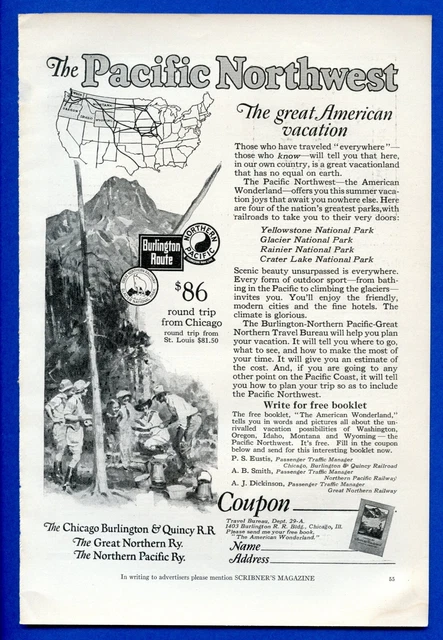 The Pacific Northwest
The great American
vacation
Those who have traveled "everywhere"—
those who know—will tell you that here,
in our own country, is a great vacationland
that has no equal on earth.
The Pacific Northwest—the American
Wonderland—offers you this summer vaca-
tion joys that await you nowhere else. Here
are four of the nation's greatest parks, with
railroads to take you to their very doors:
Yellowstone National Park
Glacier National Park
Rainier National Park
Crater Lake National Park
Scenic beauty unsurpassed is everywhere.
Every form of outdoor sport—from bath-
ing in the Pacific to climbing the glaciers—
invites you. You'll enjoy the friendly,
modern cities and the fine hotels. The
climate is glorious.
The Burlington-Northern Pacific-Great
Northern Travel Bureau will help you plan
your vacation. It will tell you where to go,
what to see, and how to make the most of
your time. It will give you an estimate of
the cost. And, if you are going to any
other point on the Pacific Coast, it will tell
you how to plan your trip so as to include
the Pacific Northwest.
Write for free booklet
The free booklet, "The American Wonderland,"
tells you in words and pictures all about the un-
rivalled vacation possibilities of Washington,
Oregon, Idaho, Montana and Wyoming—the
Pacific Northwest. It's free. Fill in the coupon
below and send for this interesting booklet now.
P. S. Eustis, Passenger Traffic Manager
Chicago, Burlington & Quincy Railroad
A. B. Smith, Passenger Traffic Manager
Northern Pacific Railway
A. J. Dickinson, Passenger Traffic Manager
Great Northern Railway
Burlington
Route
NORTHERN
PACIFIC
$86
round trip
from Chicago
round trip from
St. Louis $81.50
The Chicago Burlington & Quincy R.R
The Great Northern Ry.
The Northern Pacific Ry.
Coupon
Travel Bureau, Dept. 29-A.
1403 Burlington R. R. Bldg., Chicago, Ill.
Please send me your free book,
"The American Wonderland."
Name
Address
In writing to advertisers please mention SCRIBNER'S MAGAZINE
55